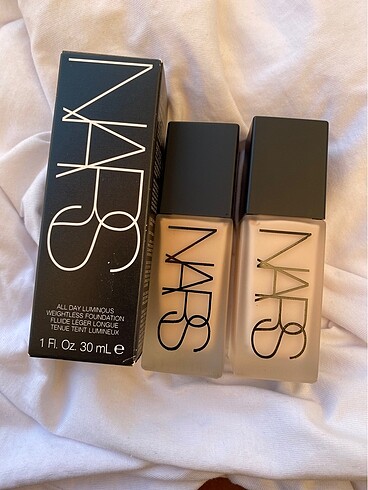 NARS
ALL DAY LUMINOUS
WEIGHTLESS FOUNDATION
FLUIDE LÉGER LONGUE
TENUE TEINT LUMINEUX
1 Fl. Oz. 30 mL ℮
NARS
NARS